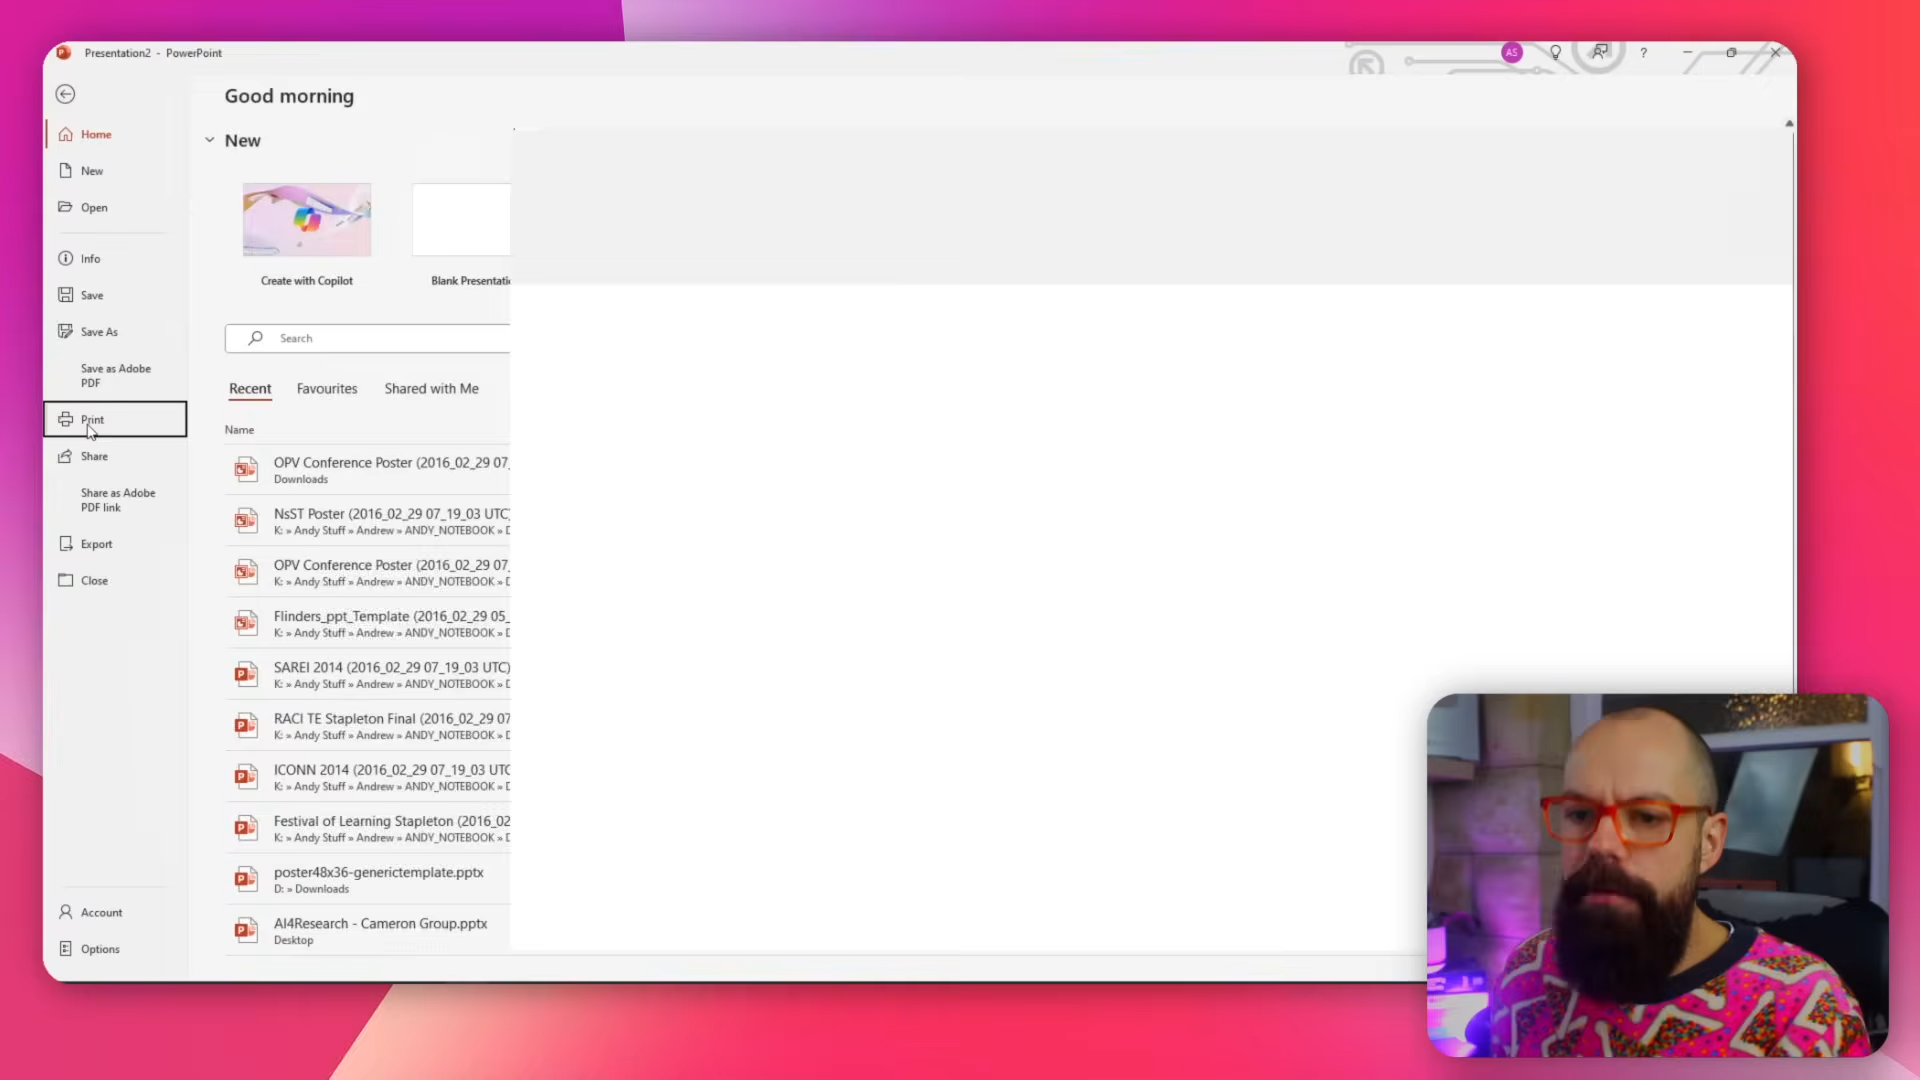 Presentation2 - PowerPoint
AS
?
Good morning
Home
New
New
Open
Create with Copilot
Blank Presentatio
Info
Save
Save As
Search
Save as Adobe
PDF
Recent
Favourites
Shared with Me
Print
Name
Share
OPV Conference Poster (2016_02_29 07_
Downloads
Share as Adobe
PDF link
NsST Poster (2016_02_29 07_19_03 UTC)
K: » Andy Stuff » Andrew » ANDY_NOTEBOOK » D
Export
OPV Conference Poster (2016_02_29 07_
K: » Andy Stuff » Andrew » ANDY_NOTEBOOK » D
Close
Flinders_ppt_Template (2016_02_29 05_
K: » Andy Stuff » Andrew » ANDY_NOTEBOOK » D
SAREI 2014 (2016_02_29 07_19_03 UTC)
K: » Andy Stuff » Andrew » ANDY_NOTEBOOK » D
RACI TE Stapleton Final (2016_02_29 07
K: » Andy Stuff » Andrew » ANDY_NOTEBOOK » D
ICONN 2014 (2016_02_29 07_19_03 UTC
K: » Andy Stuff » Andrew » ANDY_NOTEBOOK » D
Festival of Learning Stapleton (2016_02
K: » Andy Stuff » Andrew » ANDY_NOTEBOOK » D
poster48x36-generictemplate.pptx
D: » Downloads
AI4Research - Cameron Group.pptx
Desktop
Account
Options